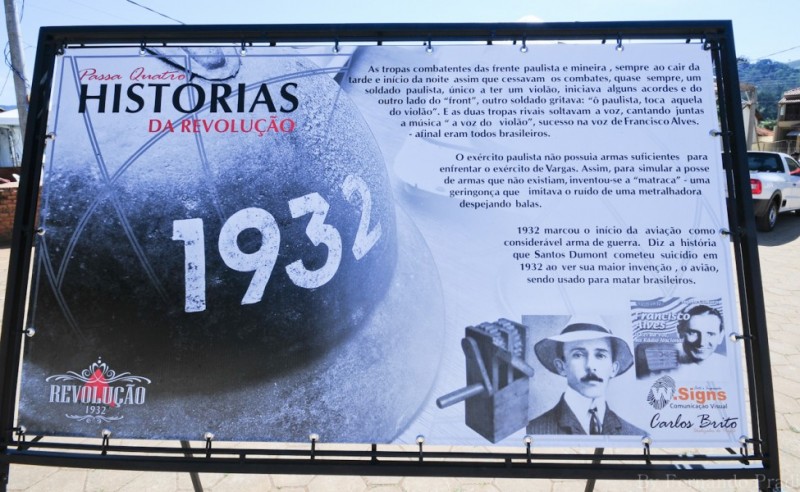 Passa Quatro
HISTÓRIAS
DA REVOLUÇÃO
As tropas combatentes das frente paulista e mineira , sempre ao cair da
tarde e início da noite assim que cessavam os combates, quase sempre, um
soldado paulista, único a ter um violão, iniciava alguns acordes e do
outro lado do "front", outro soldado gritava: "ô paulista, toca aquela
do violão". E as duas tropas rivais soltavam a voz, cantando juntas
a música " a voz do violão", sucesso na voz de Francisco Alves.
- afinal eram todos brasileiros.
O exército paulista não possuia armas suficientes para
enfrentar o exército de Vargas. Assim, para simular a posse
de armas que não existiam, inventou-se a "matraca" - uma
geringonça que imitava o ruído de uma metralhadora
despejando balas.
1932 marcou o início da aviação como
considerável arma de guerra. Diz a história
que Santos Dumont cometeu suicídio em
1932 ao ver sua maior invenção , o avião,
sendo usado para matar brasileiros.
1932
REVOLUÇÃO
1932
Francisco
Alves
W.Signs
Comunicação Visual
Carlos Brito
By Fernando Prado